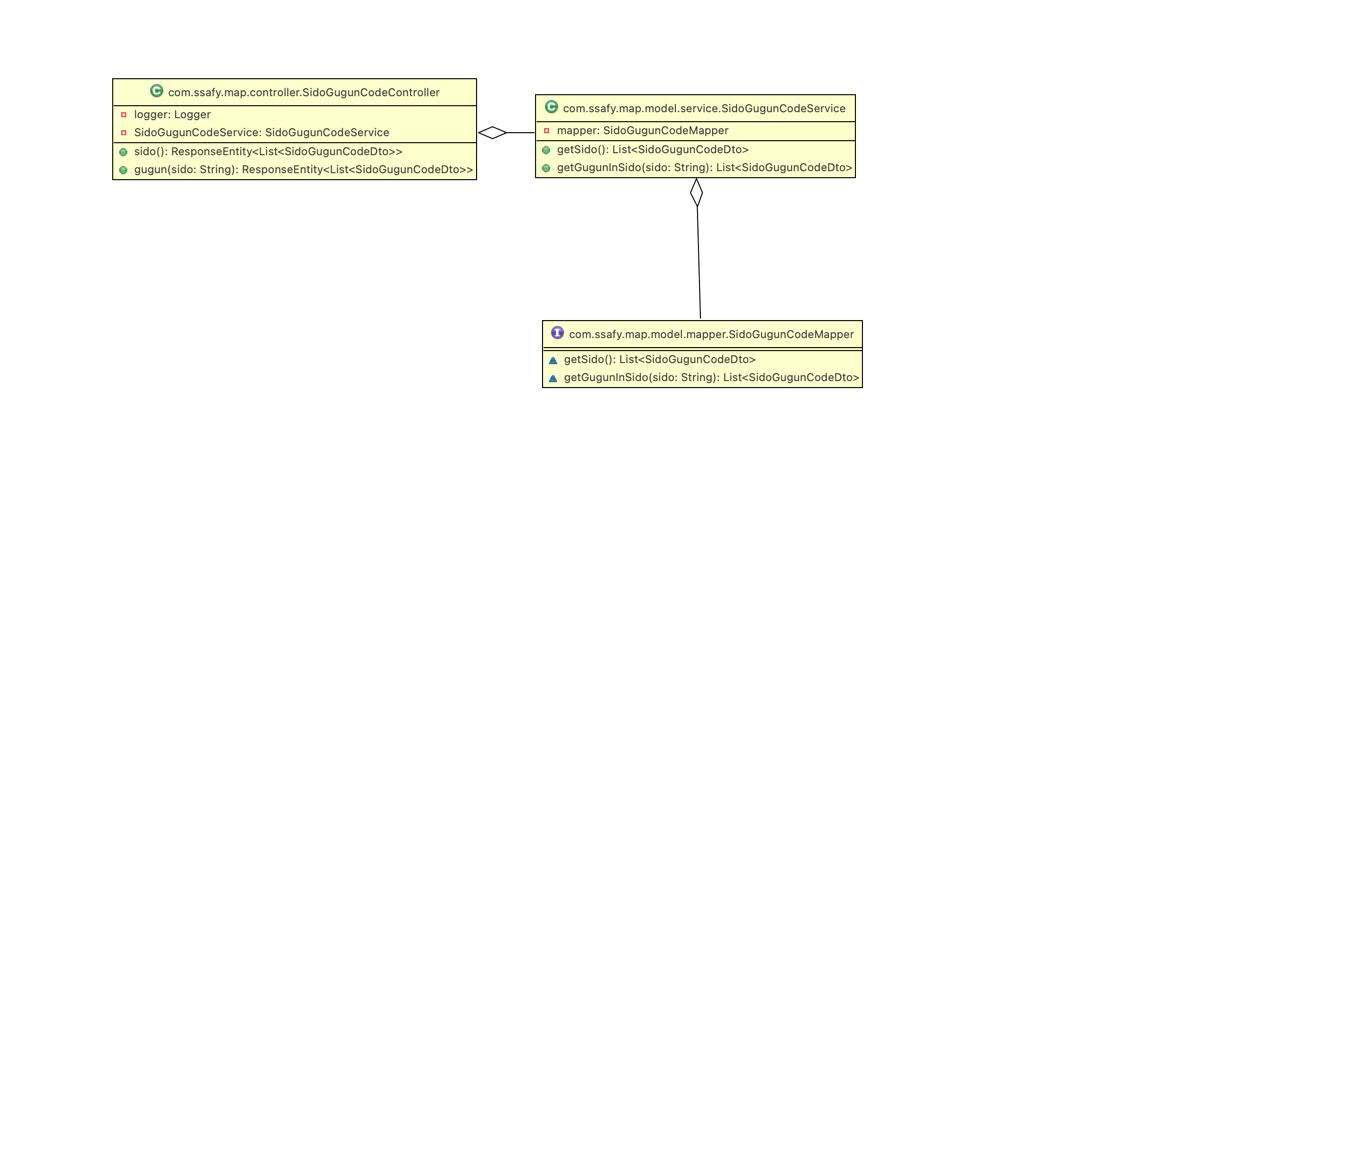 com.ssafy.map.controller.SidoGugunCodeController
logger: Logger
SidoGugunCodeService: SidoGugunCodeService
sido(): ResponseEntity<List<SidoGugunCodeDto>>
gugun(sido: String): ResponseEntity<List<SidoGugunCodeDto>>
com.ssafy.map.model.service.SidoGugunCodeService
mapper: SidoGugunCodeMapper
getSido(): List<SidoGugunCodeDto>
getGugunInSido(sido: String): List<SidoGugunCodeDto>
com.ssafy.map.model.mapper.SidoGugunCodeMapper
getSido(): List<SidoGugunCodeDto>
getGugunInSido(sido: String): List<SidoGugunCodeDto>